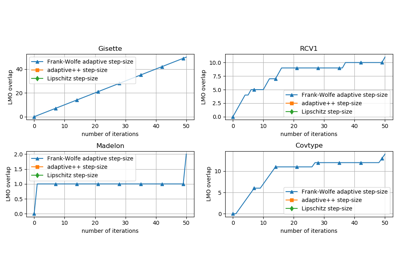 Gisette
LMO overlap
40
20
0
Frank-Wolfe adaptive step-size
adaptive++ step-size
Lipschitz step-size
0 10 20 30 40 50
number of iterations
RCV1
LMO overlap
10.0
7.5
5.0
2.5
0.0
Frank-Wolfe adaptive step-size
adaptive++ step-size
Lipschitz step-size
0 10 20 30 40 50
number of iterations
Madelon
LMO overlap
2.0
1.5
1.0
0.5
0.0
Frank-Wolfe adaptive step-size
adaptive++ step-size
Lipschitz step-size
0 10 20 30 40 50
number of iterations
Covtype
LMO overlap
10
5
0
Frank-Wolfe adaptive step-size
adaptive++ step-size
Lipschitz step-size
0 10 20 30 40 50
number of iterations